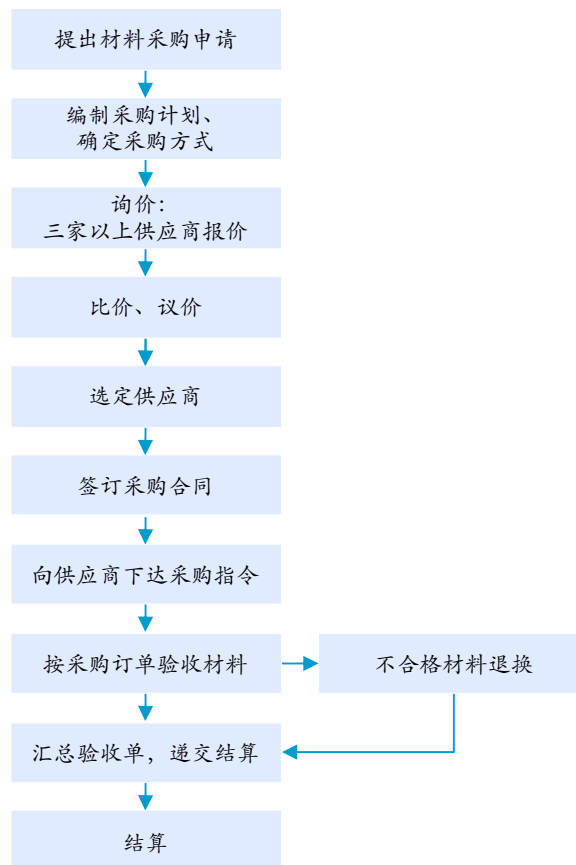 提出材料采购申请
编制采购计划、
确定采购方式
询价：
三家以上供应商报价
比价、议价
选定供应商
签订采购合同
向供应商下达采购指令
按采购订单验收材料
不合格材料退换
汇总验收单，递交结算
结算